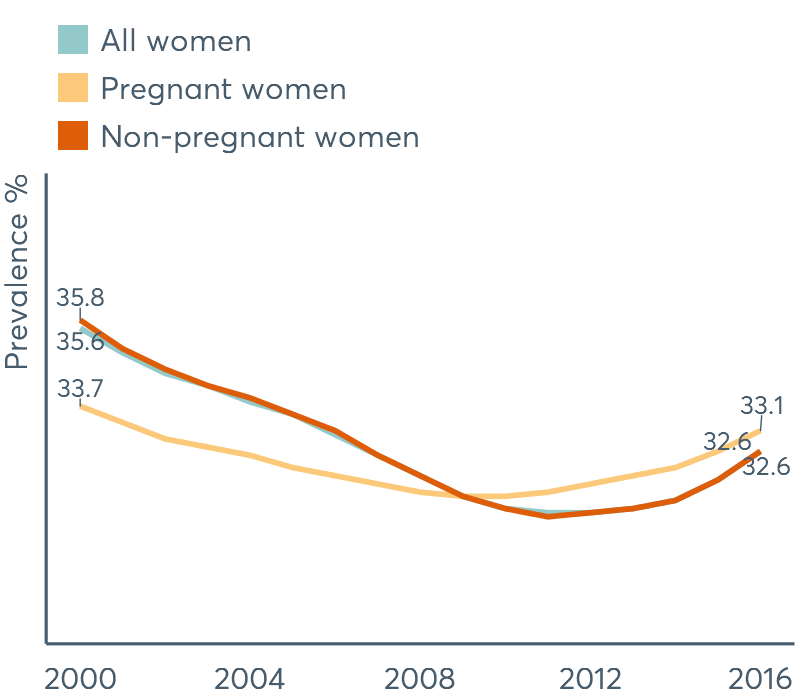 All women
Pregnant women
Non-pregnant women
Prevalence %
35.8
35.6
33.7
33.1
32.6
32.6
2000
2004
2008
2012
2016